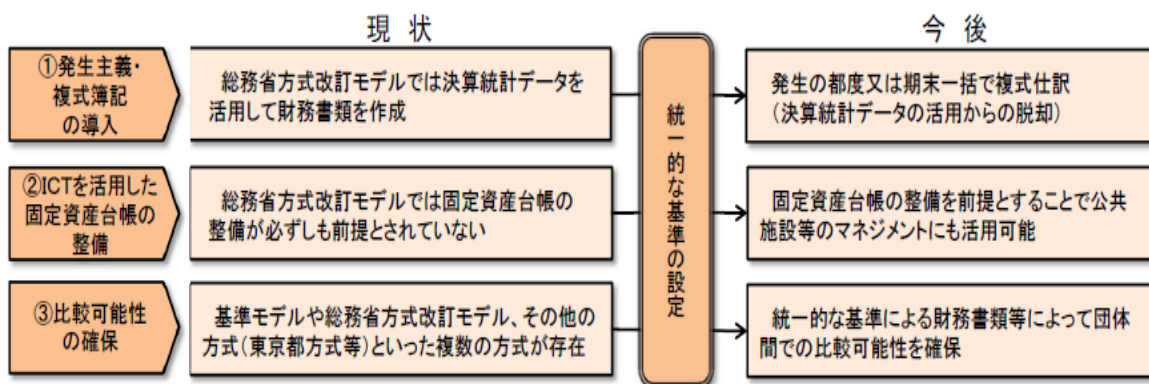 現 状
今 後
①発生主義・
複式簿記
の導入
総務省方式改訂モデルでは決算統計データを
活用して財務書類を作成
発生の都度又は期末一括で複式仕訳
(決算統計データの活用からの脱却)
②ICTを活用した
固定資産台帳の
整備
総務省方式改訂モデルでは固定資産台帳の
整備が必ずしも前提とされていない
固定資産台帳の整備を前提とすることで公共
施設等のマネジメントにも活用可能
③比較可能性
の確保
基準モデルや総務省方式改訂モデル、その他の
方式(東京都方式等)といった複数の方式が存在
統一的な基準による財務書類等によって団体
間での比較可能性を確保
統一的な基準の設定